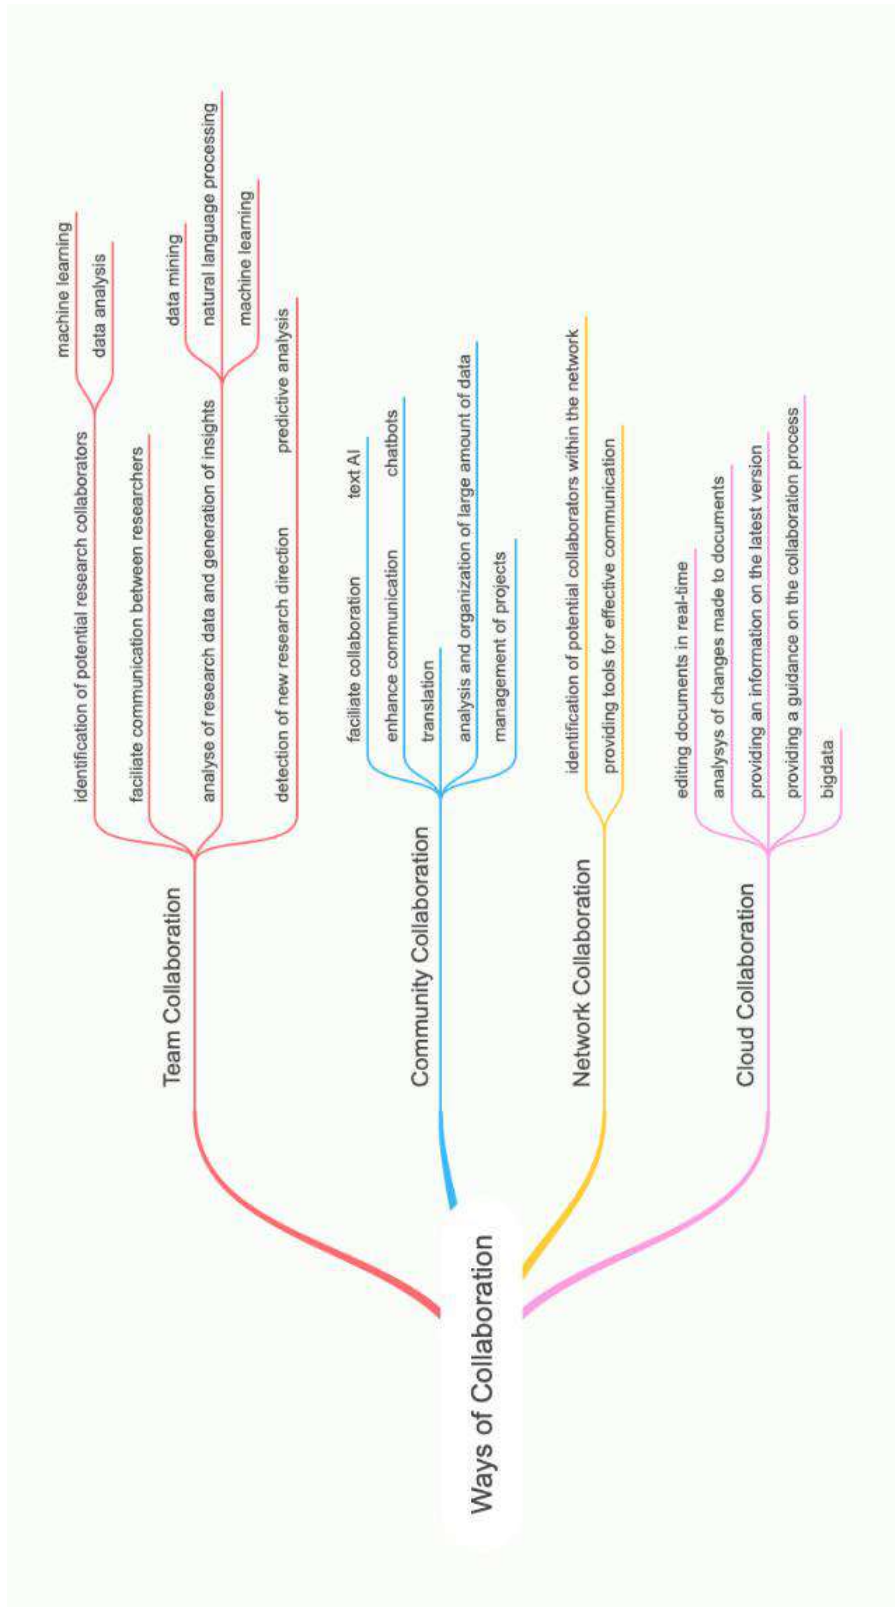 Ways of Collaboration
Team Collaboration
identification of potential research collaborators
machine learning
data analysis
faciliate communication between researchers
analyse of research data and generation of insights
data mining
natural language processing
machine learning
detection of new research direction
predictive analysis
Community Collaboration
faciliate collaboration
text AI
enhance communication
chatbots
translation
analysis and organization of large amount of data
management of projects
Network Collaboration
identification of potential collaborators within the network
providing tools for effective communication
Cloud Collaboration
editing documents in real-time
analysys of changes made to documents
providing an information on the latest version
providing a guidance on the collaboration process
bigdata